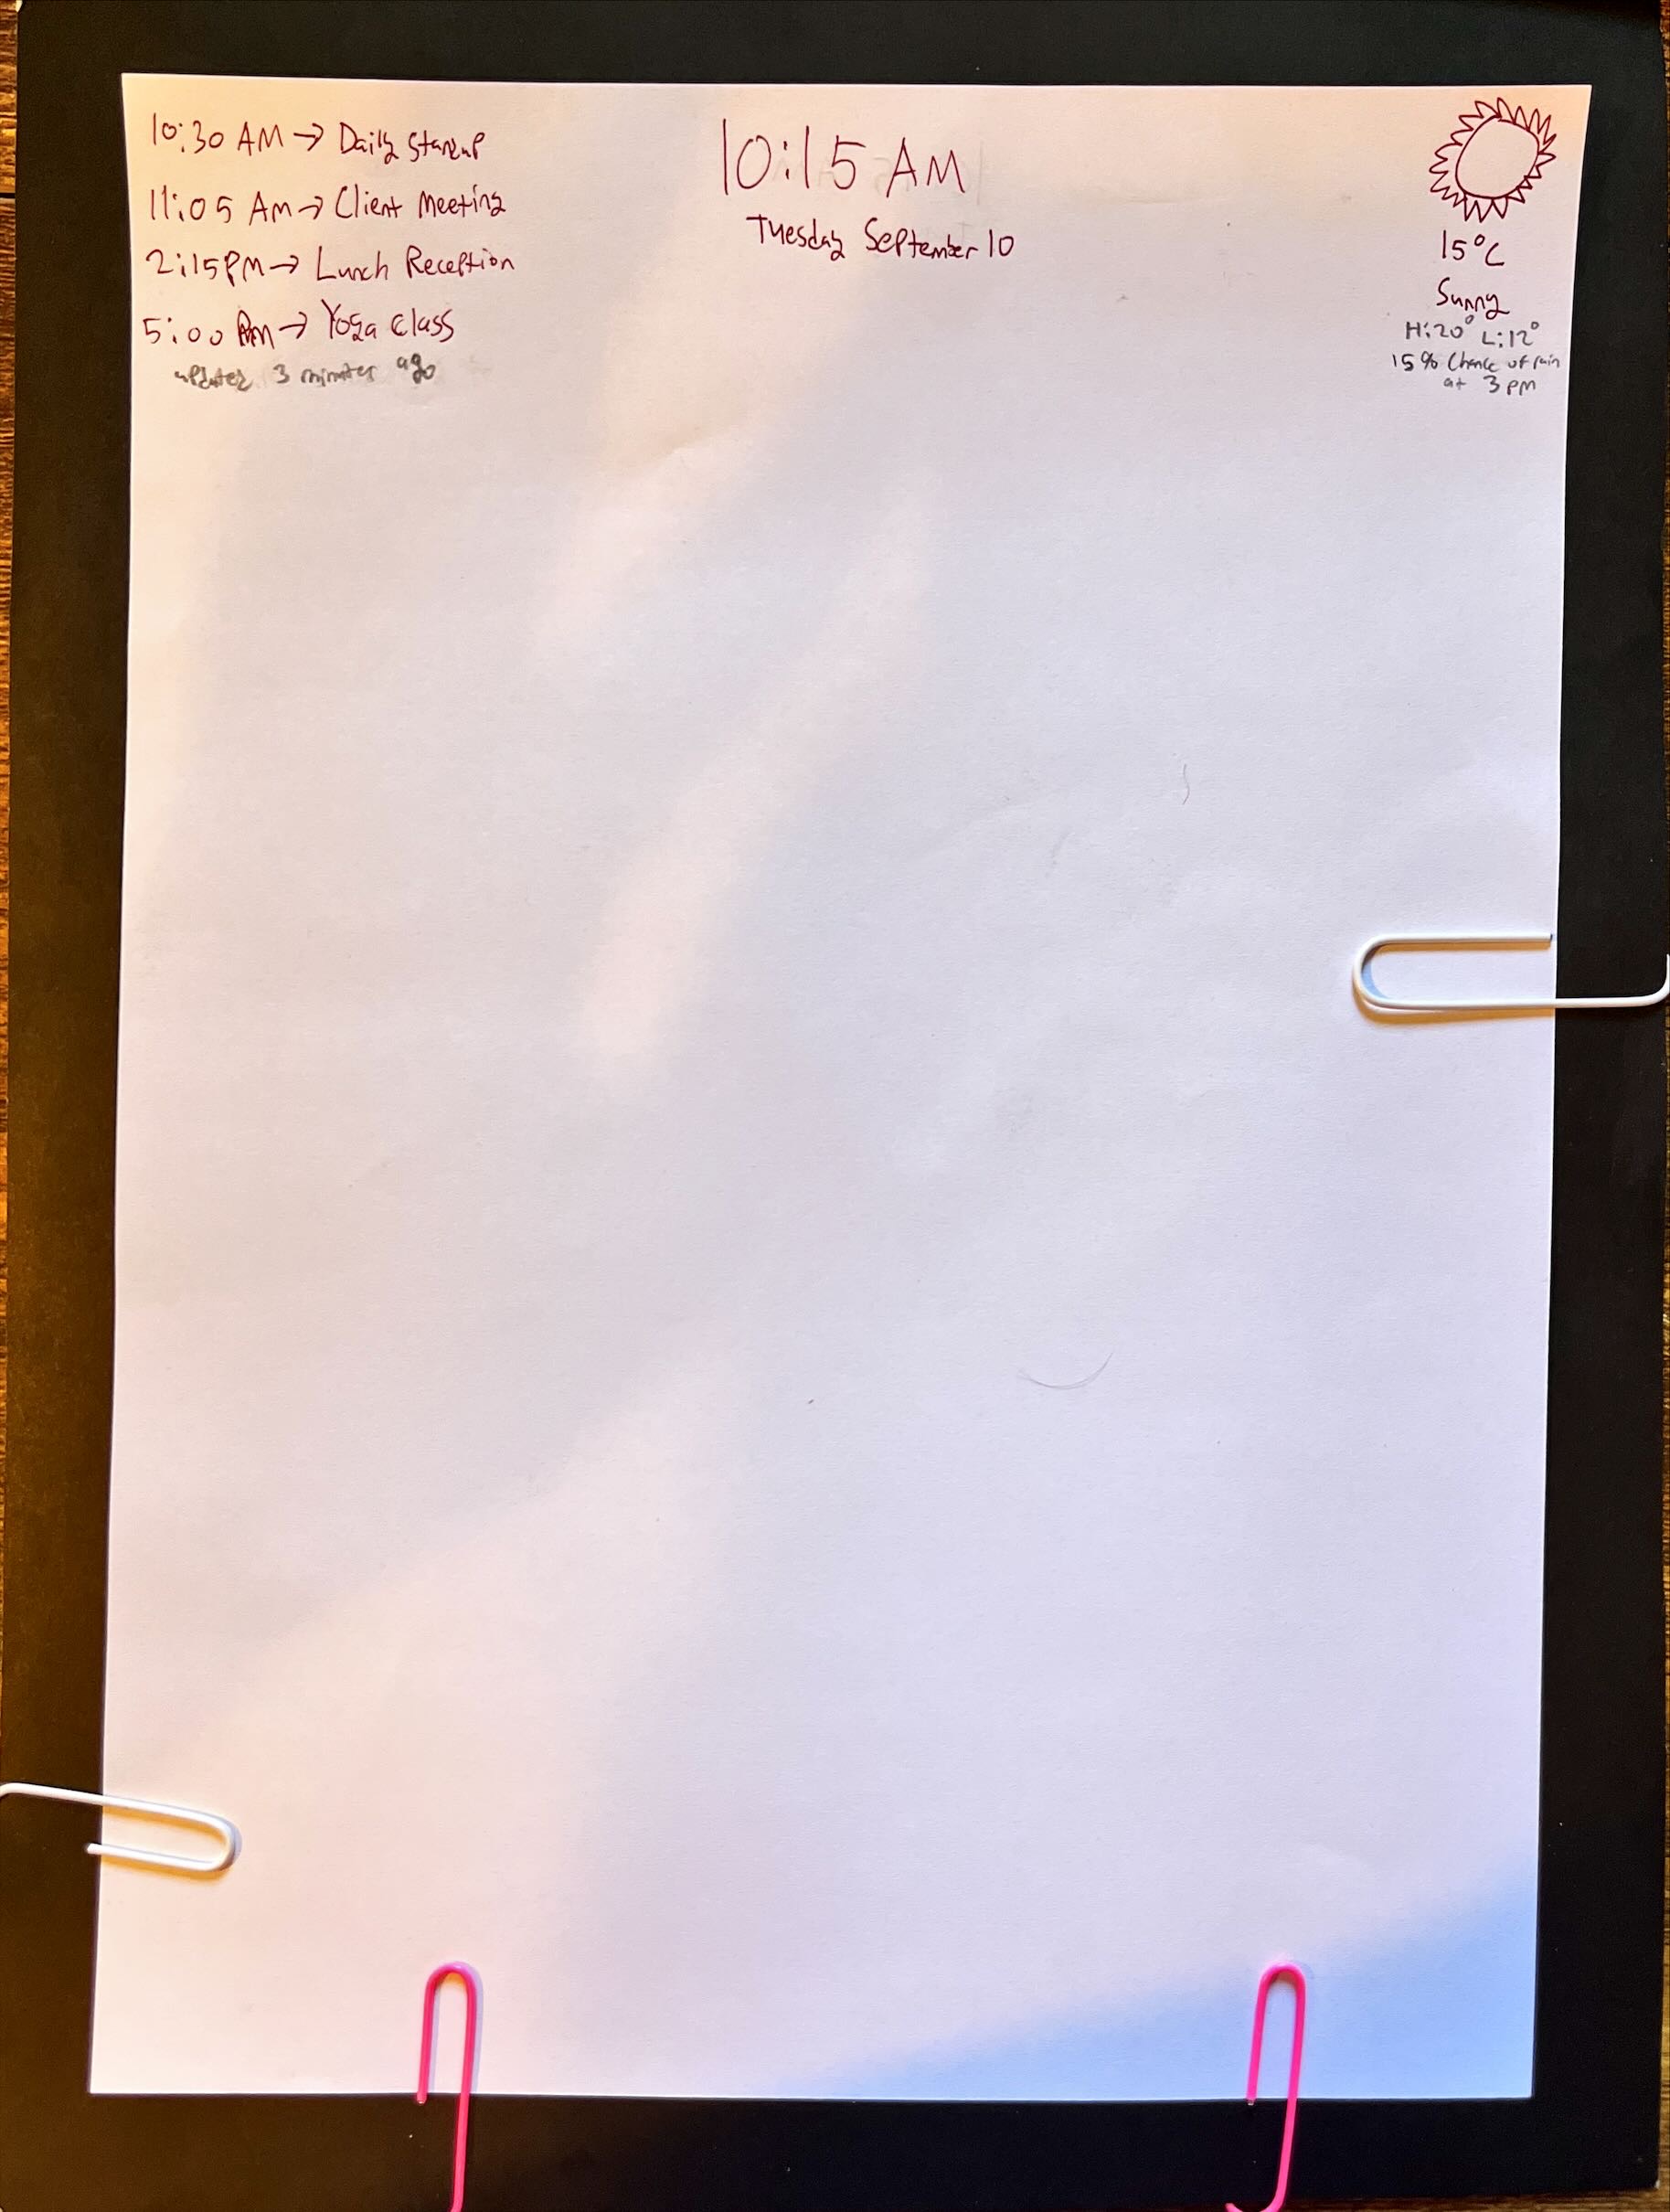 10:30 AM → Daily Standup
11:05 AM → Client Meeting
2:15PM → Lunch Reception
5:00 PM → Yoga Class
updated 3 minutes ago
10:15 AM
Tuesday September 10
15°C
Sunny
H:20° L:12°
15% Chance of rain
at 3 pm